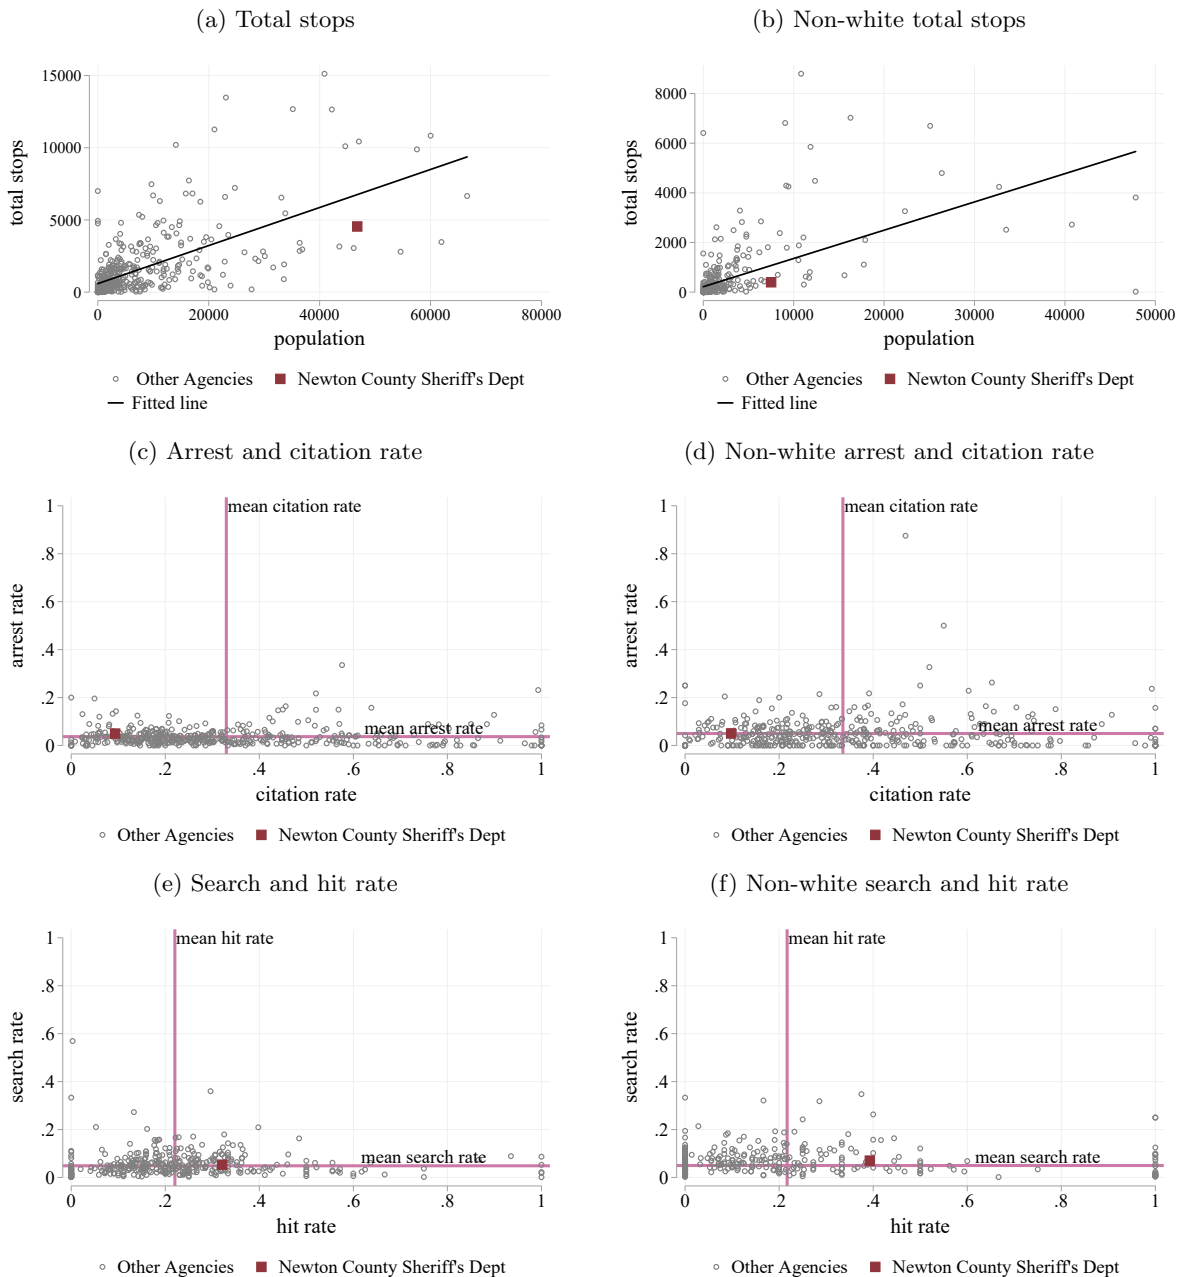 (a) Total stops
(b) Non-white total stops
total stops
15000
10000
5000
0
0 20000 40000 60000 80000
population
Other Agencies Newton County Sheriff's Dept
Fitted line
total stops
8000
6000
4000
2000
0
0 10000 20000 30000 40000 50000
population
Other Agencies Newton County Sheriff's Dept
Fitted line
(c) Arrest and citation rate
(d) Non-white arrest and citation rate
arrest rate
1
.8
.6
.4
.2
0
mean citation rate
mean arrest rate
0 .2 .4 .6 .8 1
citation rate
Other Agencies Newton County Sheriff's Dept
arrest rate
1
.8
.6
.4
.2
0
mean citation rate
mean arrest rate
0 .2 .4 .6 .8 1
citation rate
Other Agencies Newton County Sheriff's Dept
(e) Search and hit rate
(f) Non-white search and hit rate
search rate
1
.8
.6
.4
.2
0
mean hit rate
mean search rate
0 .2 .4 .6 .8 1
hit rate
Other Agencies Newton County Sheriff's Dept
search rate
1
.8
.6
.4
.2
0
mean hit rate
mean search rate
0 .2 .4 .6 .8 1
hit rate
Other Agencies Newton County Sheriff's Dept